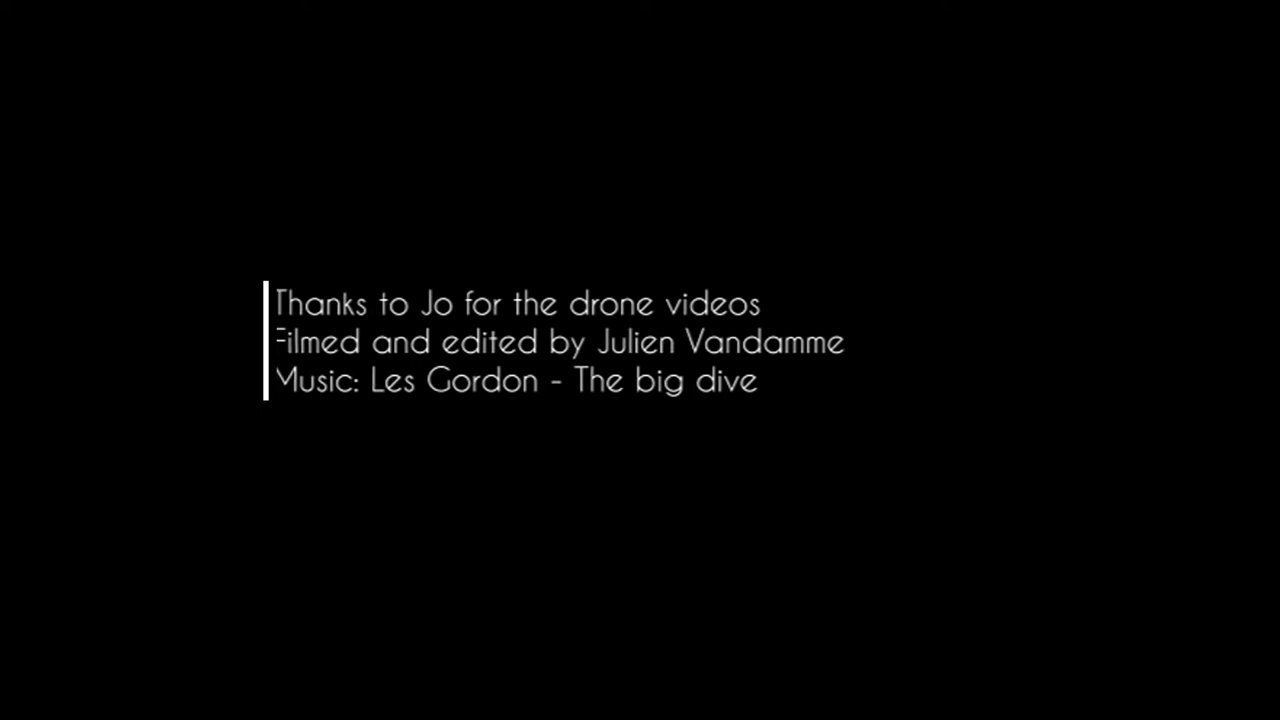 Thanks to Jo for the drone videos
Filmed and edited by Julien Vandamme
Music: Les Gordon - The big dive